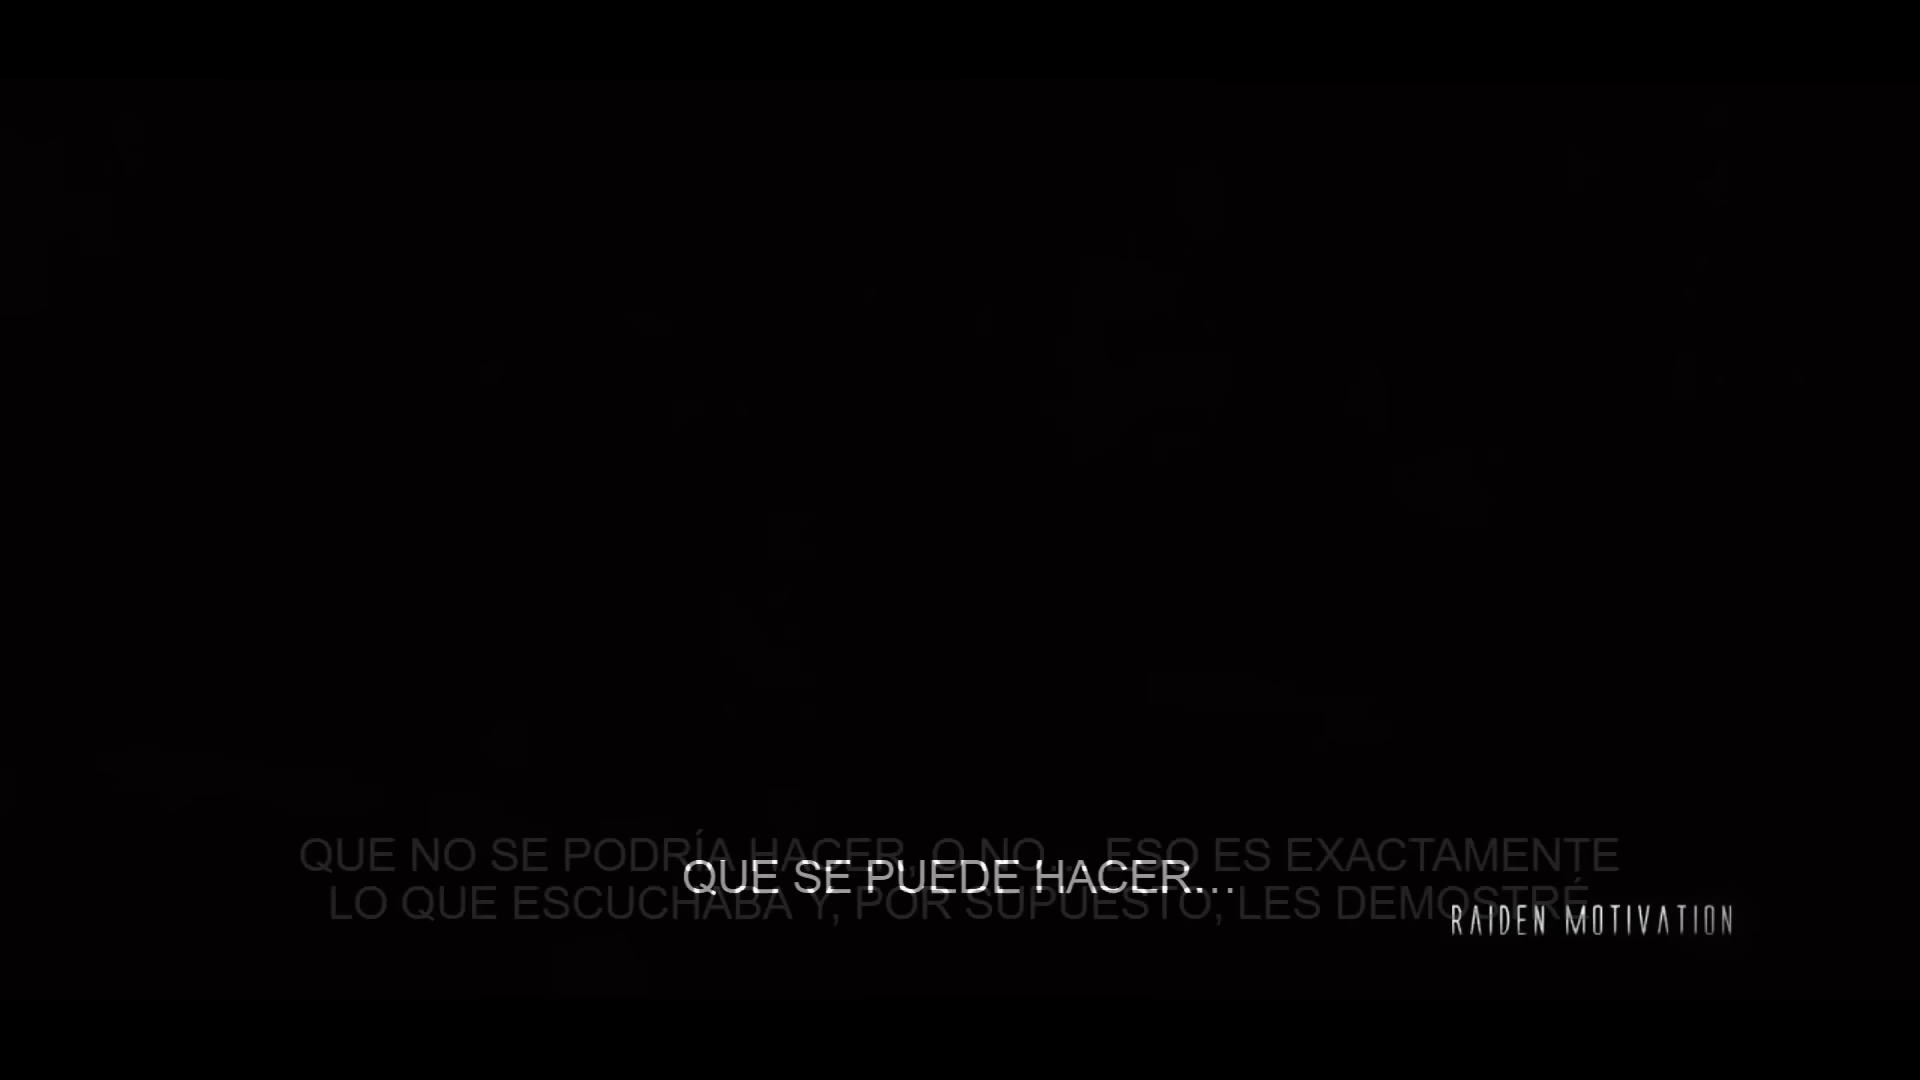 QUE NO SE PODRÍA HACER, O NO... ESO ES EXACTAMENTE
QUE SE PUEDE HACER...
LO QUE ESCUCHABA Y, POR SUPUESTO, LES DEMOSTRÉ
RAIDEN MOTIVATION